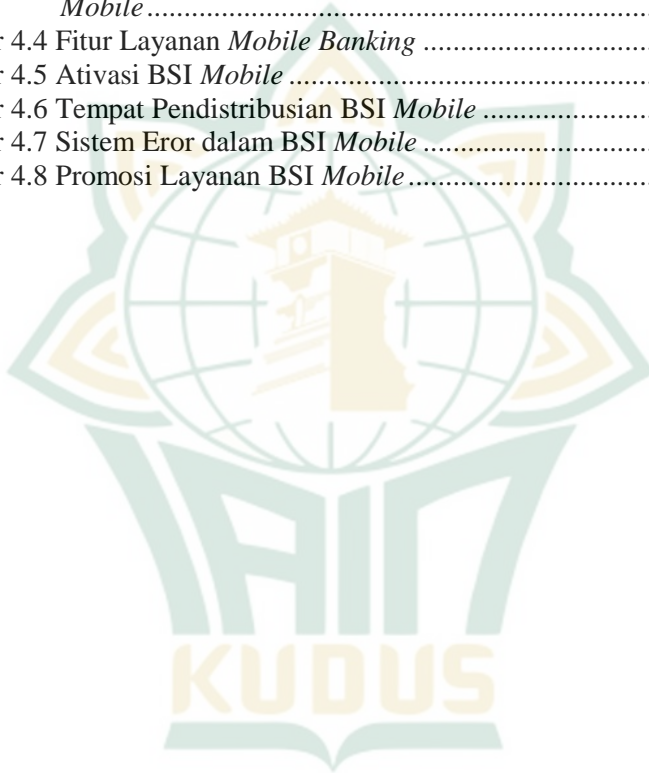 Mobile..........................................................
r 4.4 Fitur Layanan Mobile Banking ..........................
r 4.5 Ativasi BSI Mobile..........................................
r 4.6 Tempat Pendistribusian BSI Mobile ...................
r 4.7 Sistem Eror dalam BSI Mobile ..........................
r 4.8 Promosi Layanan BSI Mobile............................
IAIN
KUDUS